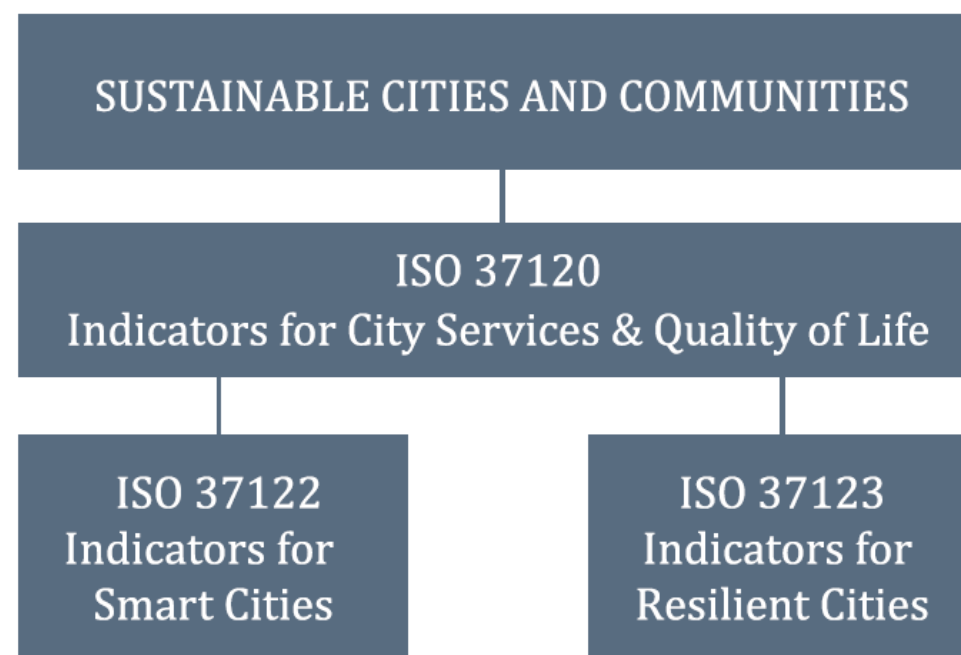 SUSTAINABLE CITIES AND COMMUNITIES
ISO 37120
Indicators for City Services & Quality of Life
ISO 37122
Indicators for
Smart Cities
ISO 37123
Indicators for
Resilient Cities